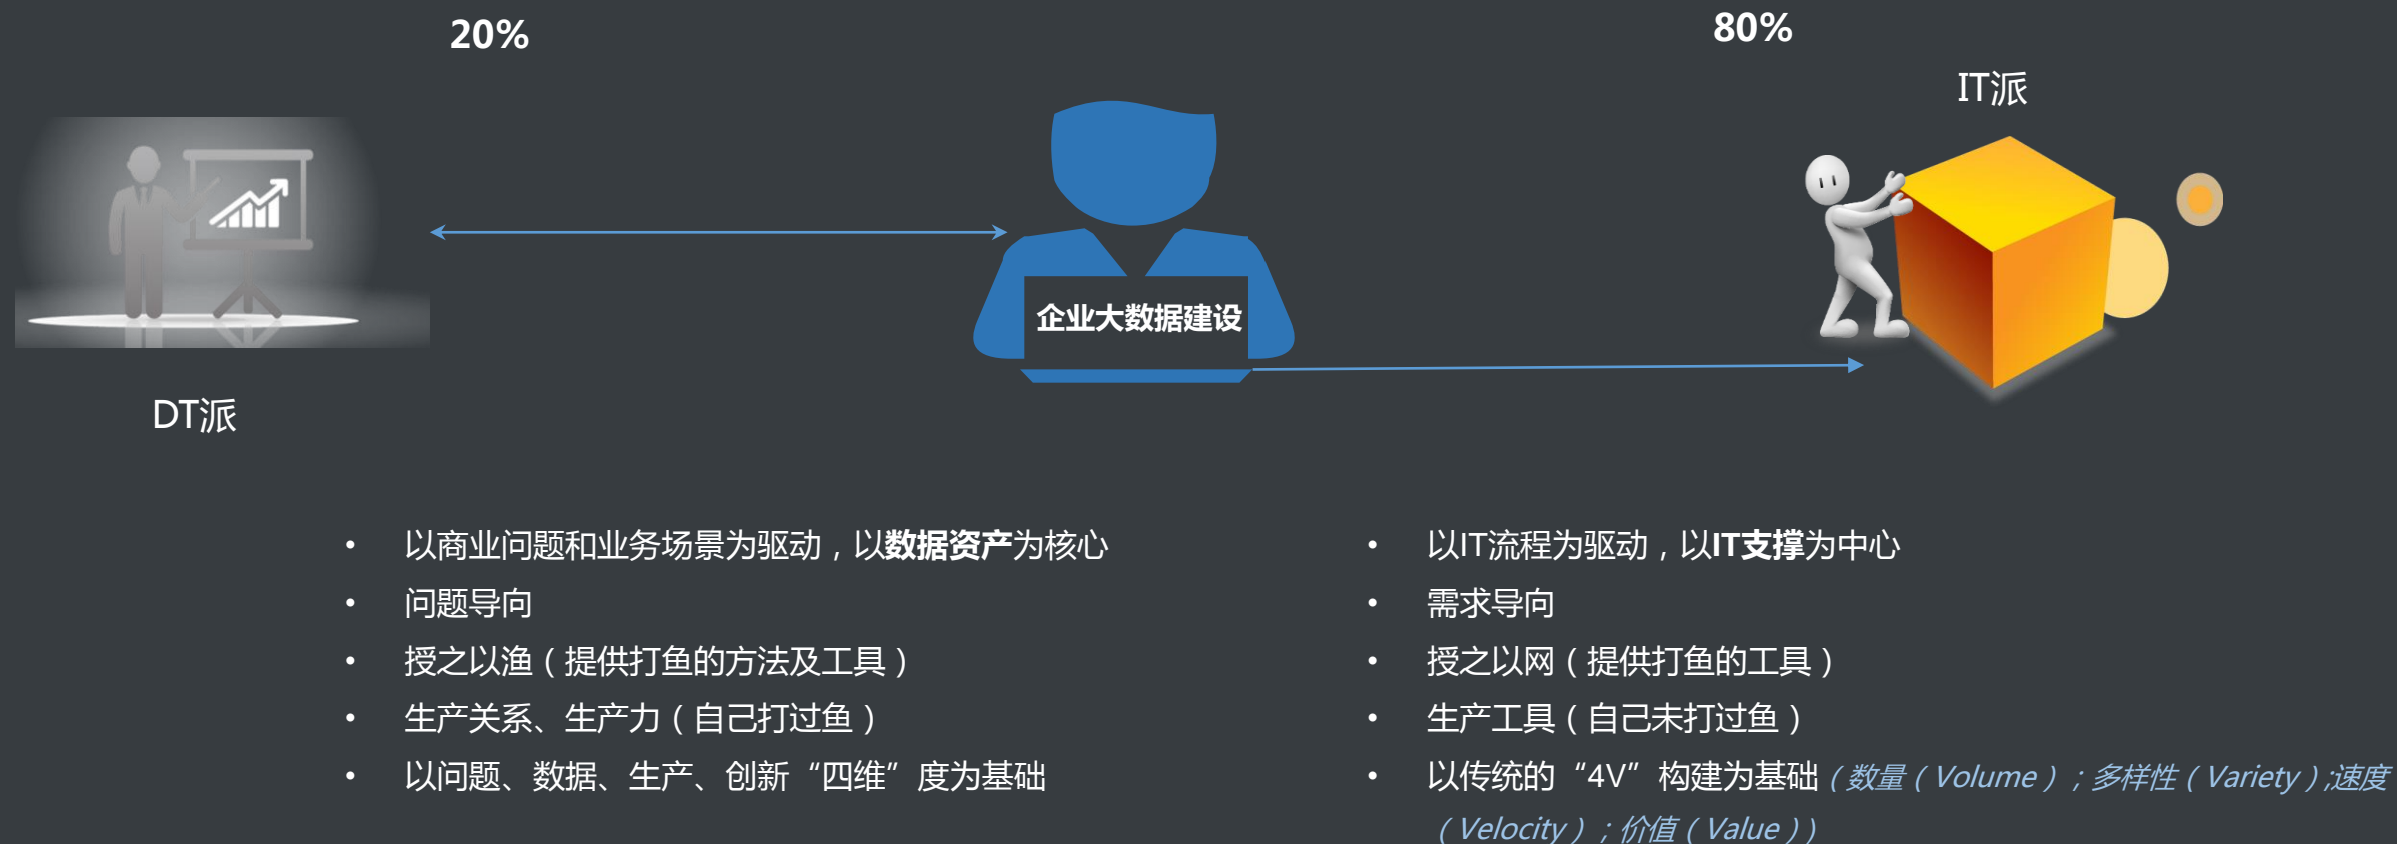 20%
80%
IT派
企业大数据建设
DT派
• 以商业问题和业务场景为驱动，以数据资产为核心
• 问题导向
• 授之以渔（提供打鱼的方法及工具）
• 生产关系、生产力（自己打过鱼）
• 以问题、数据、生产、创新“四维”度为基础
• 以IT流程为驱动，以IT支撑为中心
• 需求导向
• 授之以网（提供打鱼的工具）
• 生产工具（自己未打过鱼）
• 以传统的“4V”构建为基础（数量（Volume）；多样性（Variety）;速度
（Velocity）；价值（Value））